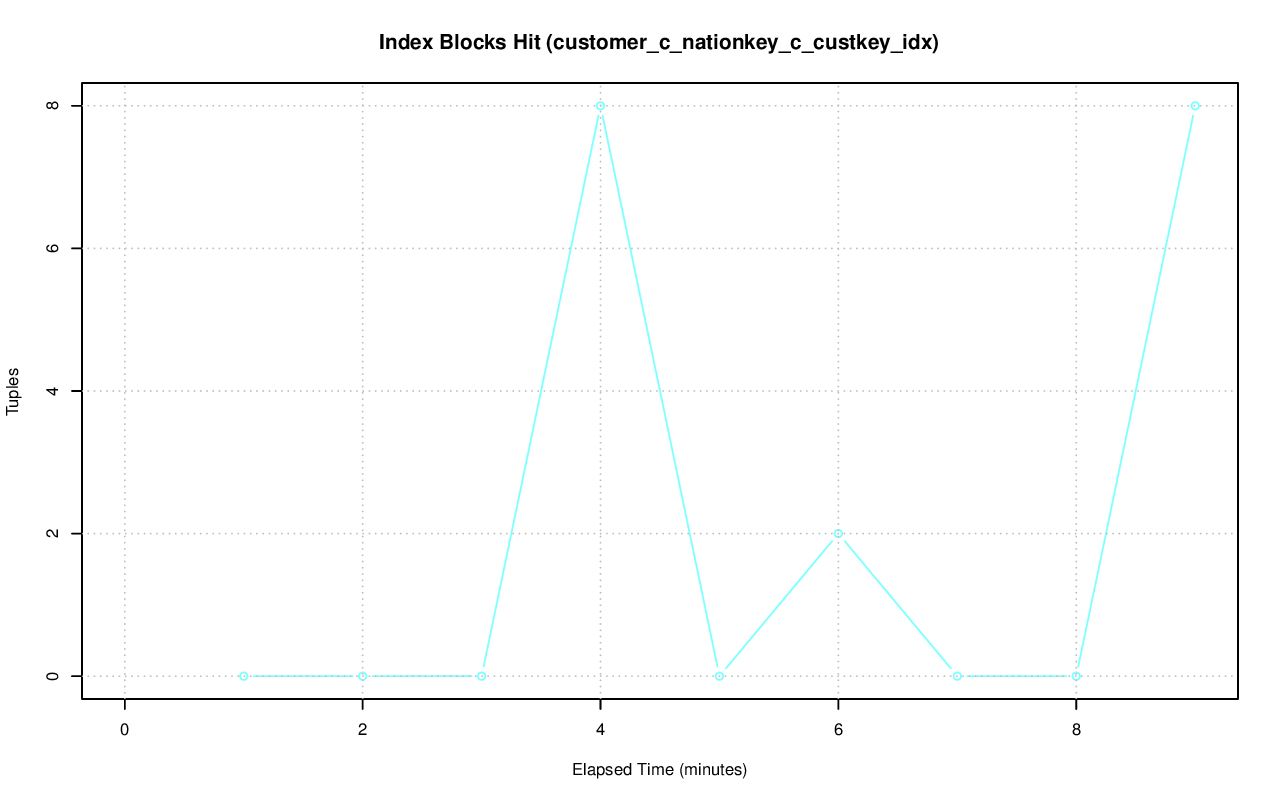 Index Blocks Hit (customer_c_nationkey_c_custkey_idx)
8
6
4
2
0
Tuples
0 2 4 6 8
Elapsed Time (minutes)